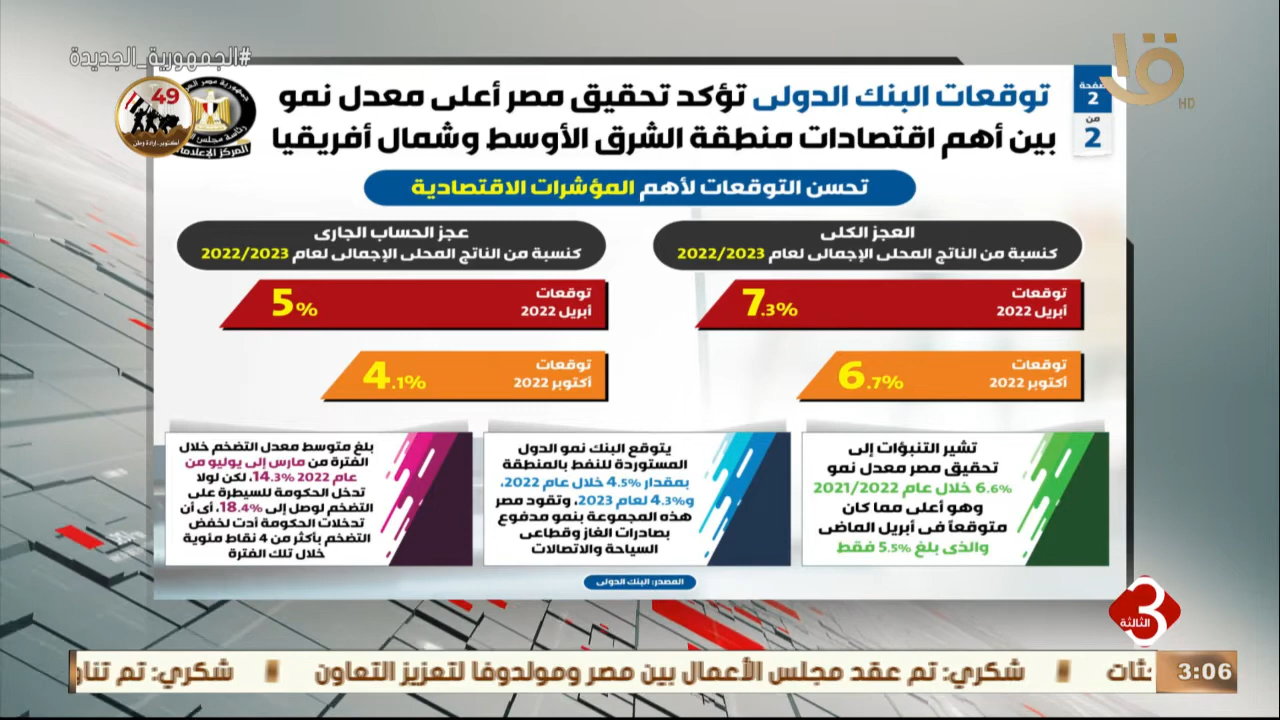 #الجمهورية_الجديدة
HD
49
صفحة
2
من
2
توقعات البنك الدولى تؤكد تحقيق مصر أعلى معدل نمو
بين أهم اقتصادات منطقة الشرق الأوسط وشمال أفريقيا
تحسن التوقعات لأهم المؤشرات الاقتصادية
العجز الكلى
كنسبة من الناتج المحلى الإجمالى لعام 2022/2023
توقعات
أبريل 2022
7.3%
توقعات
أكتوبر 2022
6.7%
عجز الحساب الجارى
كنسبة من الناتج المحلى الإجمالى لعام 2022/2023
توقعات
أبريل 2022
5%
توقعات
أكتوبر 2022
4.1%
تشير التنبؤات إلى
تحقيق مصر معدل نمو
6.6% خلال عام 2021/2022
وهو أعلى مما كان
متوقعاً فى أبريل الماضى
والذى بلغ 5.5% فقط
يتوقع البنك نمو الدول
المستوردة للنفط بالمنطقة
بمقدار 4.5% خلال عام 2022،
و4.3% لعام 2023، وتقود مصر
هذه المجموعة بنمو مدفوع
بصادرات الغاز وقطاعى
السياحة والاتصالات
بلغ متوسط معدل التضخم خلال
الفترة من مارس إلى يوليو من
عام 2022 14.3%، لكن لولا
تدخل الحكومة للسيطرة على
التضخم لوصل إلى 18.4%، أى أن
تدخلات الحكومة أدت لخفض
التضخم بأكثر من 4 نقاط مئوية
خلال تلك الفترة
المصدر: البنك الدولى
3
الثالثة
شكري: تم عقد مجلس الأعمال بين مصر ومولدوفا لتعزيز التعاون
شكري: تم
3:06